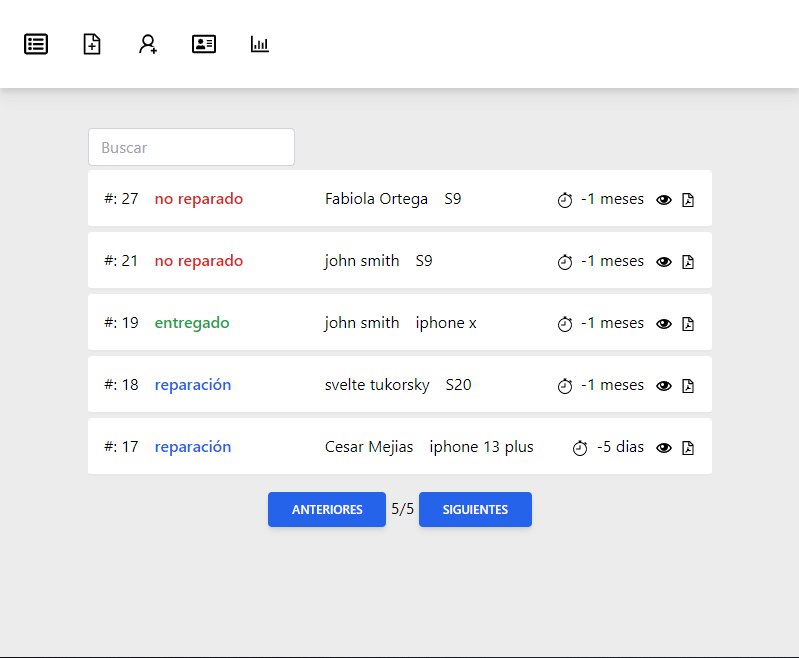 Buscar
#: 27 no reparado Fabiola Ortega S9 -1 meses
#: 21 no reparado john smith S9 -1 meses
#: 19 entregado john smith iphone x -1 meses
#: 18 reparación svelte tukorsky S20 -1 meses
#: 17 reparación Cesar Mejias iphone 13 plus -5 dias
ANTERIORES 5/5 SIGUIENTES